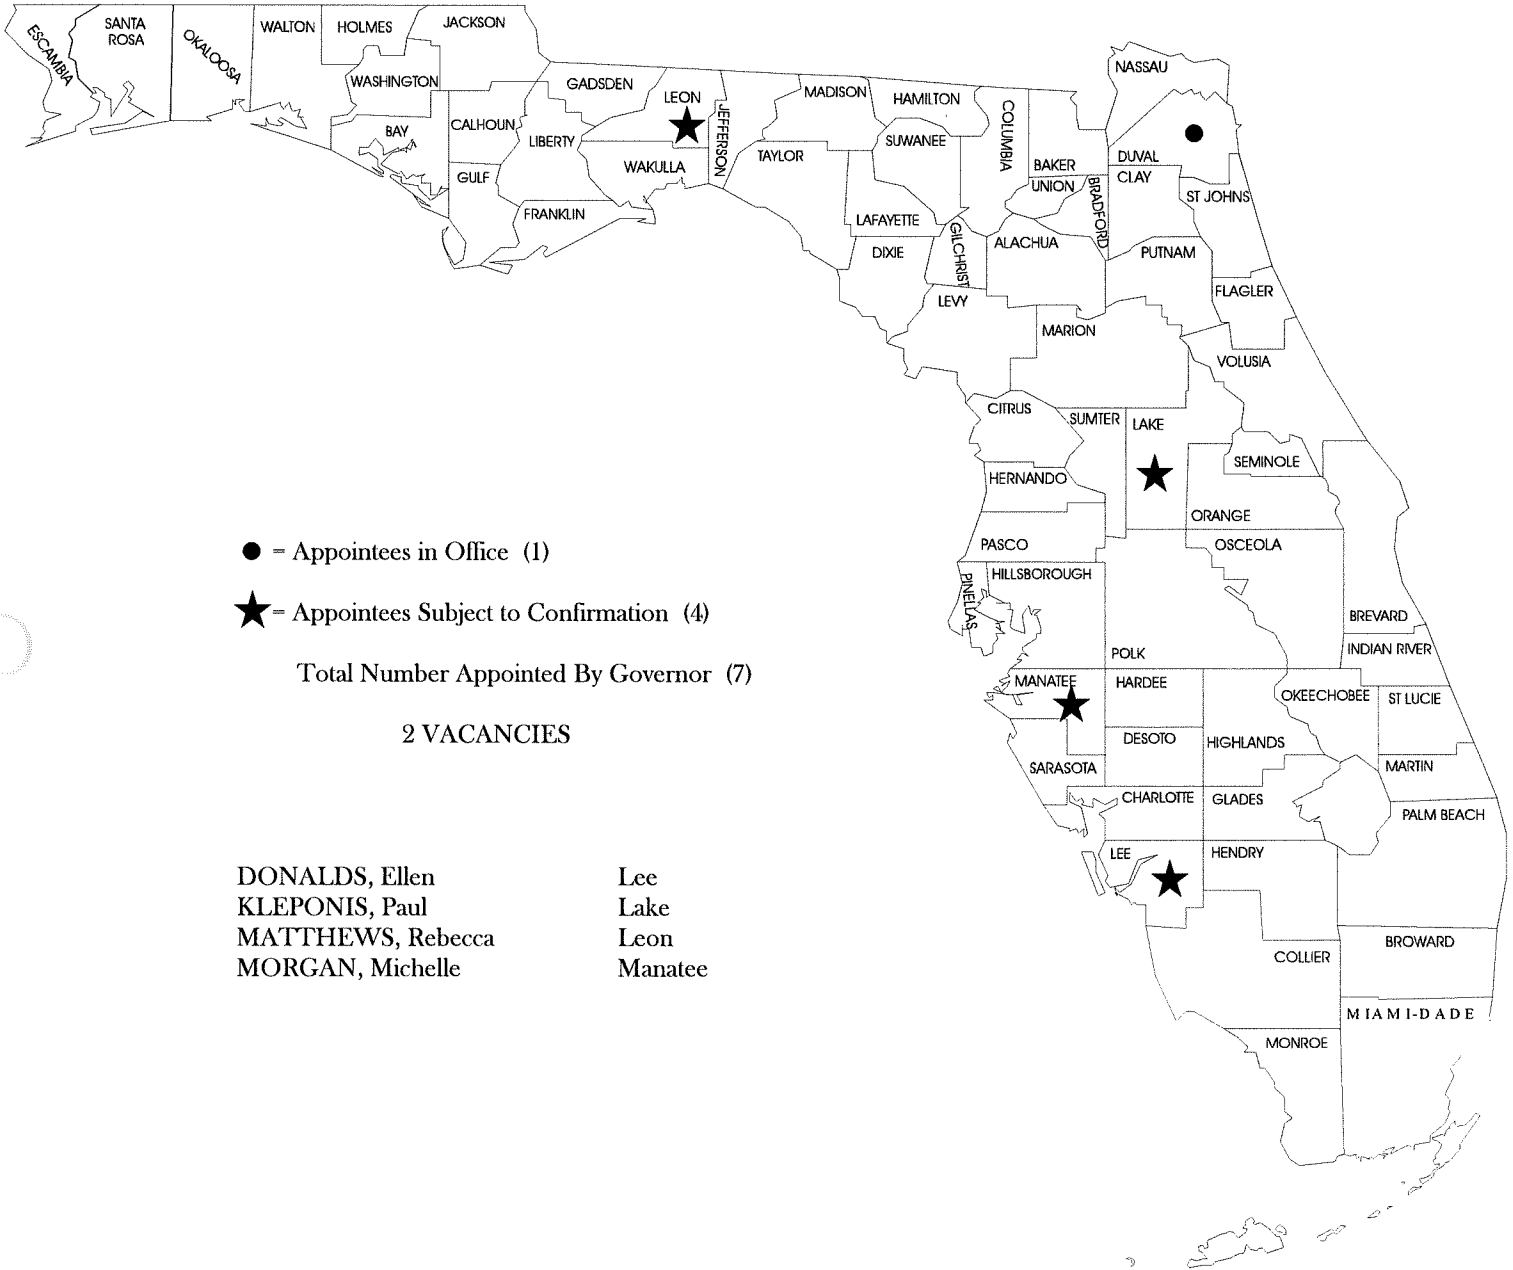 ESCAMBIA
SANTA
ROSA
OKALOOSA
WALTON
HOLMES
JACKSON
WASHINGTON
BAY
CALHOUN
GULF
GADSDEN
LIBERTY
FRANKLIN
LEON
WAKULLA
JEFFERSON
MADISON
TAYLOR
HAMILTON
SUWANEE
LAFAYETTE
DIXIE
COLUMBIA
GILCHRIST
BAKER
UNION
BRADFORD
ALACHUA
LEVY
NASSAU
DUVAL
CLAY
ST JOHNS
PUTNAM
FLAGLER
MARION
VOLUSIA
CITRUS
SUMTER
LAKE
SEMINOLE
HERNANDO
ORANGE
PASCO
OSCEOLA
PINELLAS
HILLSBOROUGH
POLK
BREVARD
INDIAN RIVER
MANATEE
HARDEE
OKEECHOBEE
ST LUCIE
DESOTO
HIGHLANDS
SARASOTA
MARTIN
CHARLOTTE
GLADES
PALM BEACH
LEE
HENDRY
BROWARD
COLLIER
MIAMI-DADE
MONROE
= Appointees in Office (1)
= Appointees Subject to Confirmation (4)
Total Number Appointed By Governor (7)
2 VACANCIES
DONALDS, Ellen Lee
KLEPONIS, Paul Lake
MATTHEWS, Rebecca Leon
MORGAN, Michelle Manatee